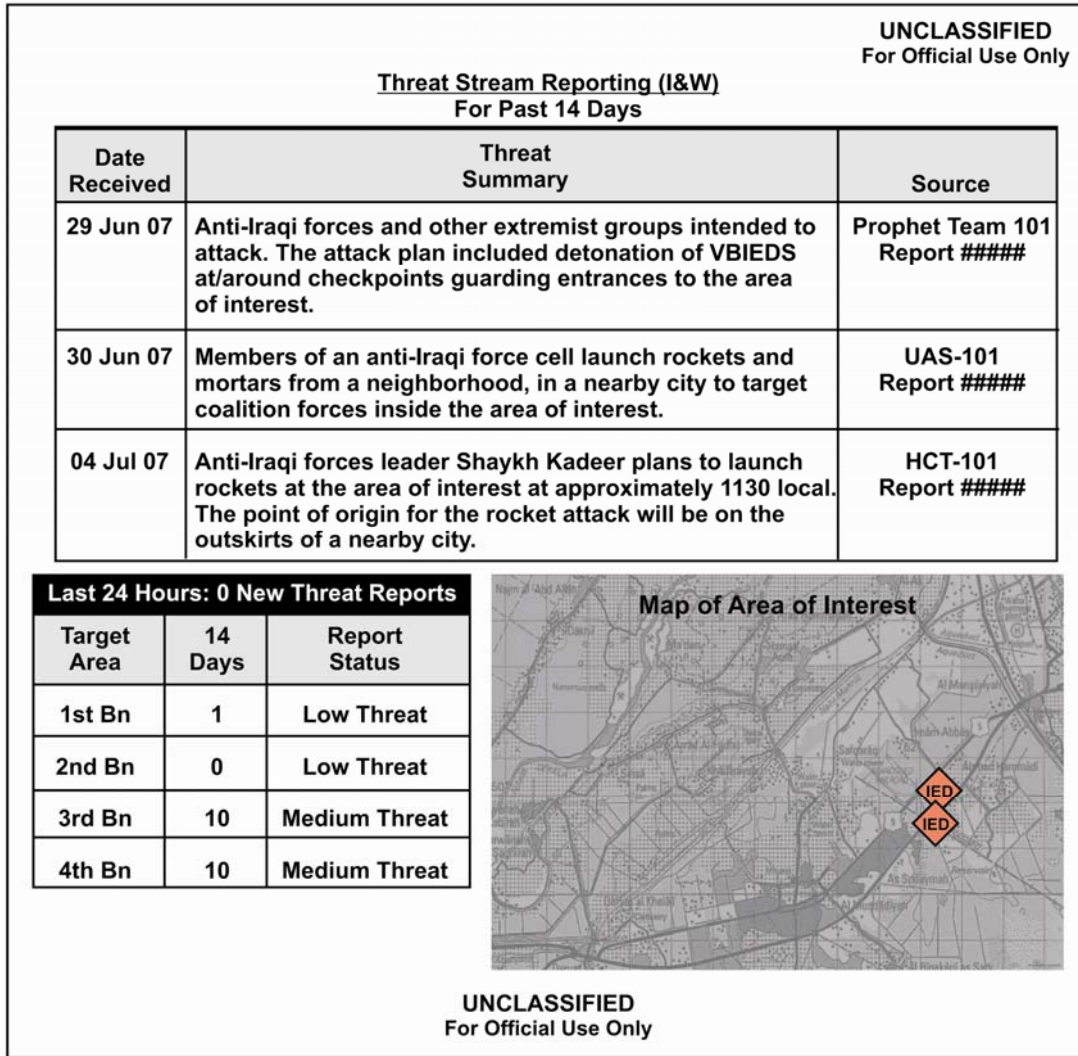 UNCLASSIFIED
For Official Use Only
Threat Stream Reporting (I&W)
For Past 14 Days
Date
Received
Threat
Summary
Source
29 Jun 07
Anti-Iraqi forces and other extremist groups intended to
attack. The attack plan included detonation of VBIEDS
at/around checkpoints guarding entrances to the area
of interest.
Prophet Team 101
Report #####
30 Jun 07
Members of an anti-Iraqi force cell launch rockets and
mortars from a neighborhood, in a nearby city to target
coalition forces inside the area of interest.
UAS-101
Report #####
04 Jul 07
Anti-Iraqi forces leader Shaykh Kadeer plans to launch
rockets at the area of interest at approximately 1130 local.
The point of origin for the rocket attack will be on the
outskirts of a nearby city.
HCT-101
Report #####
Last 24 Hours: 0 New Threat Reports
Target
Area
14
Days
Report
Status
1st Bn
1
Low Threat
2nd Bn
0
Low Threat
3rd Bn
10
Medium Threat
4th Bn
10
Medium Threat
Map of Area of Interest
IED
IED
UNCLASSIFIED
For Official Use Only